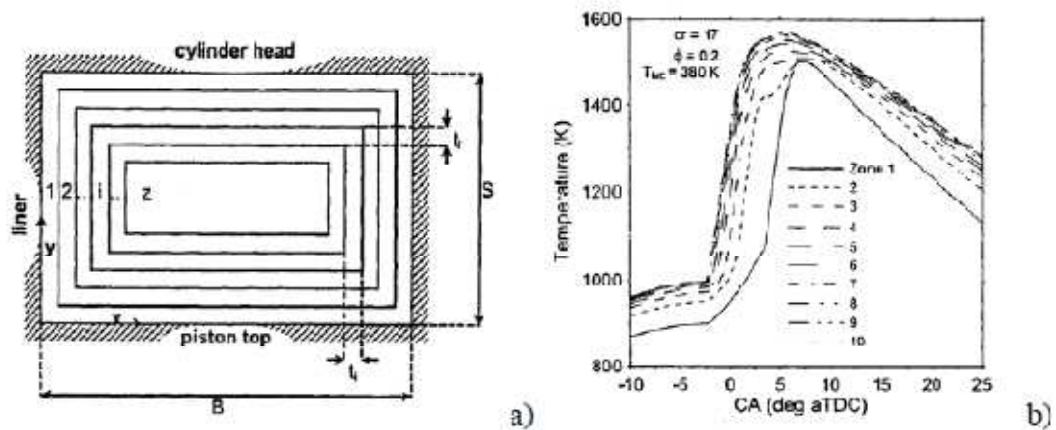 cylinder head
1 2 ... i ... z
liner
y
x
piston top
S
B
a)
1600
1400
1200
1000
800
Temperature (K)
cr = 17
ϕ = 0.2
= 380 K
Zone 1
2
3
4
5
6
7
8
9
10
-10 -5 0 5 10 15 20 25
CA (deg aTDC)
b)